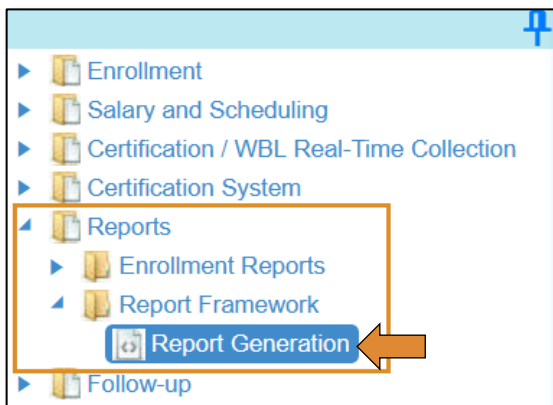 Enrollment
Salary and Scheduling
Certification / WBL Real-Time Collection
Certification System
Reports
Enrollment Reports
Report Framework
Report Generation
Follow-up